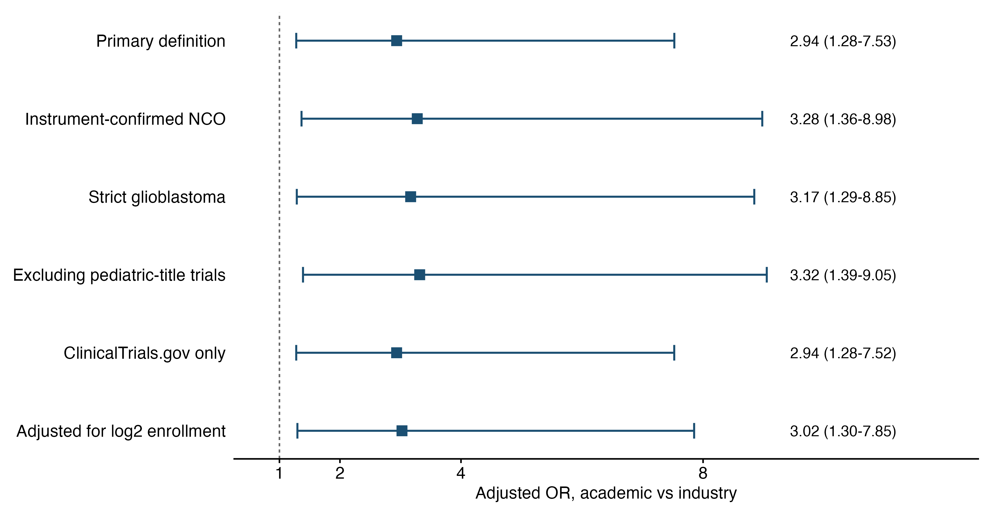 Primary definition 2.94 (1.28-7.53)
Instrument-confirmed NCO 3.28 (1.36-8.98)
Strict glioblastoma 3.17 (1.29-8.85)
Excluding pediatric-title trials 3.32 (1.39-9.05)
ClinicalTrials.gov only 2.94 (1.28-7.52)
Adjusted for log2 enrollment 3.02 (1.30-7.85)
1 2 4 8
Adjusted OR, academic vs industry